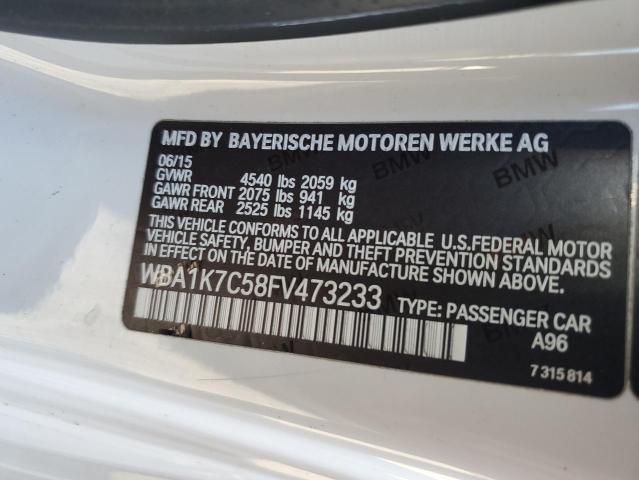 MFD BY BAYERISCHE MOTOREN WERKE AG
06/15
GVWR 4540 lbs 2059 kg
GAWR FRONT 2075 lbs 941 kg
GAWR REAR 2525 lbs 1145 kg
THIS VEHICLE CONFORMS TO ALL APPLICABLE U.S.FEDERAL MOTOR
VEHICLE SAFETY, BUMPER AND THEFT PREVENTION STANDARDS
IN EFFECT ON THE DATE OF MANUFACTURE SHOWN ABOVE.
WBA1K7C58FV473233 TYPE: PASSENGER CAR
A96
7 315 814
BMW
BMW